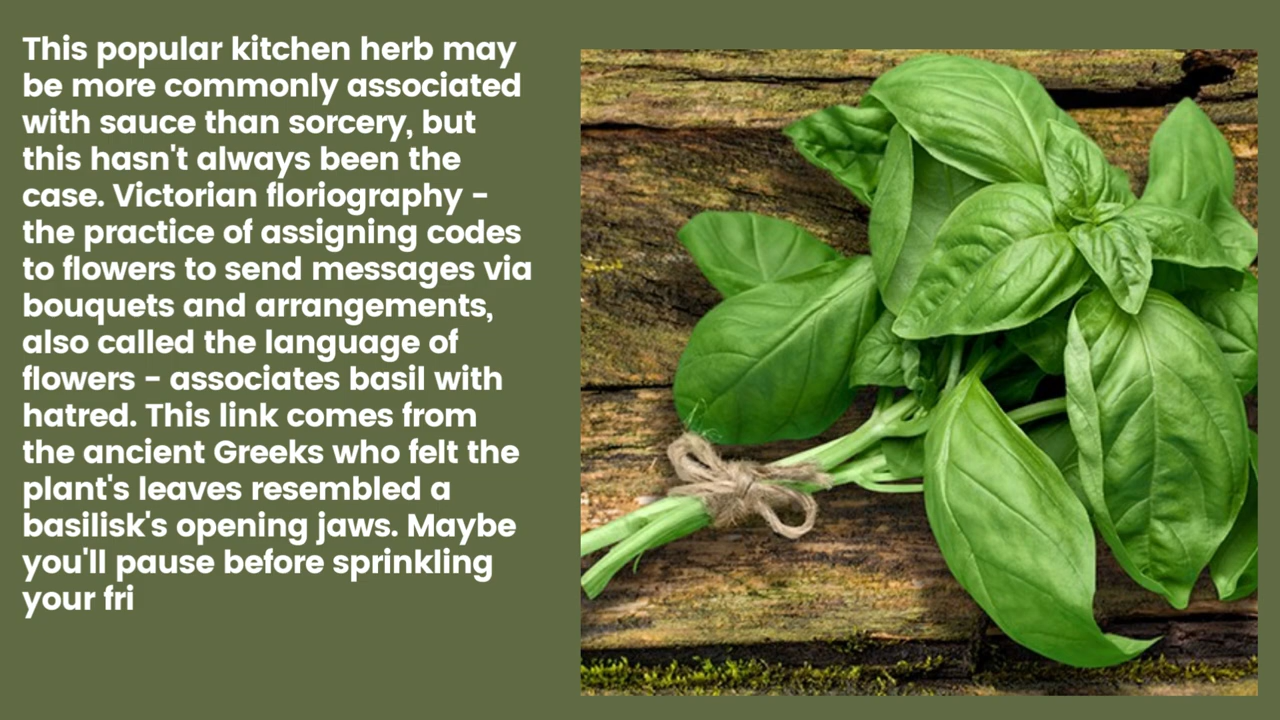 This popular kitchen herb may
be more commonly associated
with sauce than sorcery, but
this hasn't always been the
case. Victorian floriography –
the practice of assigning codes
to flowers to send messages via
bouquets and arrangements,
also called the language of
flowers – associates basil with
hatred. This link comes from
the ancient Greeks who felt the
plant's leaves resembled a
basilisk's opening jaws. Maybe
you'll pause before sprinkling
your fri